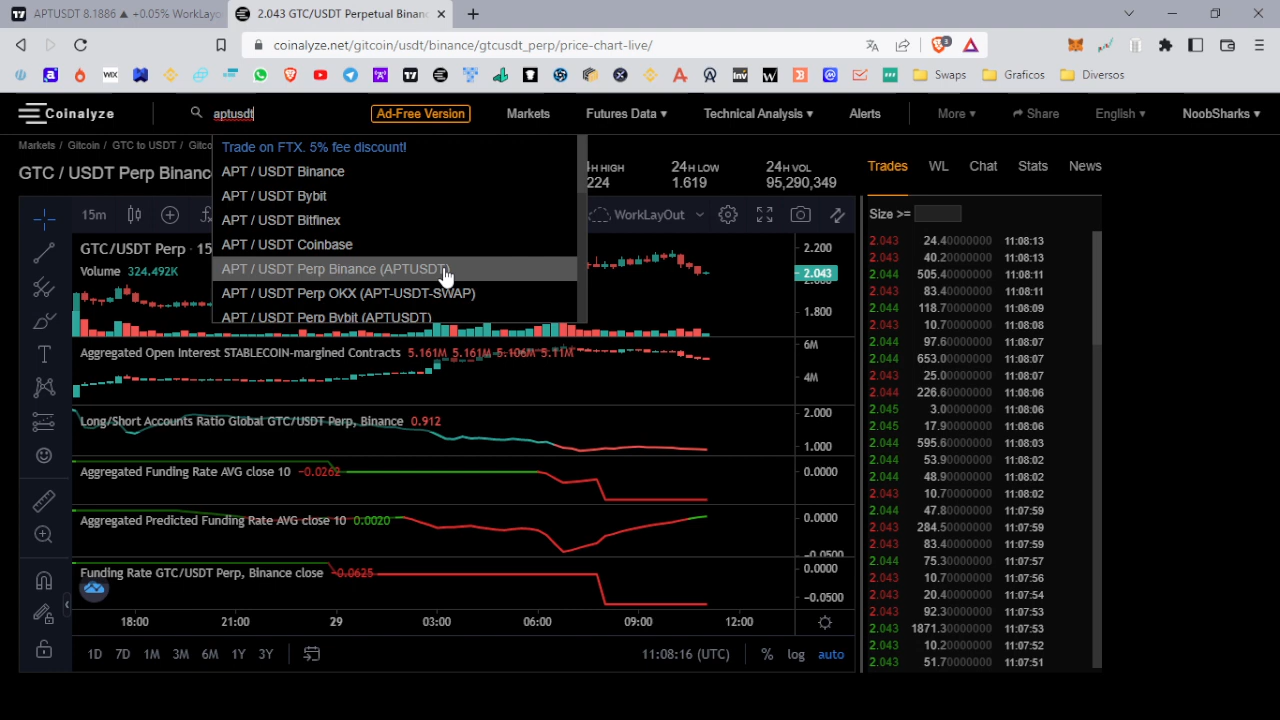 APTUSDT 8.1886 ▲ +0.05% WorkLayo
2.043 GTC/USDT Perpetual Binanc
coinalyze.net/gitcoin/usdt/binance/gtcusdt_perp/price-chart-live/
Swaps
Graficos
Diversos
Coinalyze
aptusdt
Ad-Free Version
Markets
Futures Data ▾
Technical Analysis ▾
Alerts
More ▾
Share
English ▾
NoobSharks ▾
Markets / Gitcoin / GTC to USDT / Gitco
Trade on FTX. 5% fee discount!
APT / USDT Binance
APT / USDT Bybit
APT / USDT Bitfinex
APT / USDT Coinbase
APT / USDT Perp Binance (APTUSDT)
APT / USDT Perp OKX (APT-USDT-SWAP)
APT / USDT Perp Bybit (APTUSDT)
GTC / USDT Perp Binanc
H HIGH
224
24H LOW
1.619
24H VOL
95,290,349
Trades WL Chat Stats News
15m
WorkLayOut
Size >=
GTC/USDT Perp · 15
Volume 324.492K
2.200
2.043
2.000
1.800
Aggregated Open Interest STABLECOIN-margined Contracts 5.161M 5.161M 5.106M 5.11M
6M
4M
Long/Short Accounts Ratio Global GTC/USDT Perp, Binance 0.912
2.000
1.000
Aggregated Funding Rate AVG close 10 -0.0262
0.0000
Aggregated Predicted Funding Rate AVG close 10 0.0020
0.0000
-0.0500
Funding Rate GTC/USDT Perp, Binance close -0.0625
0.0000
-0.0500
18:00 21:00 29 03:00 06:00 09:00 12:00
1D 7D 1M 3M 6M 1Y 3Y
11:08:16 (UTC) % log auto
2.043 24.40000000 11:08:13
2.043 40.20000000 11:08:13
2.044 505.40000000 11:08:11
2.043 83.40000000 11:08:11
2.044 118.70000000 11:08:09
2.043 10.70000000 11:08:08
2.044 97.60000000 11:08:07
2.044 653.00000000 11:08:07
2.043 25.00000000 11:08:07
2.044 226.60000000 11:08:06
2.045 3.00000000 11:08:06
2.045 17.90000000 11:08:06
2.044 595.60000000 11:08:03
2.044 53.90000000 11:08:02
2.044 48.90000000 11:08:02
2.043 10.70000000 11:08:02
2.044 47.80000000 11:07:59
2.043 284.50000000 11:07:59
2.043 83.40000000 11:07:59
2.044 75.30000000 11:07:57
2.043 10.70000000 11:07:56
2.043 20.40000000 11:07:54
2.043 92.30000000 11:07:53
2.043 1871.30000000 11:07:53
2.043 10.20000000 11:07:52
2.043 51.70000000 11:07:51